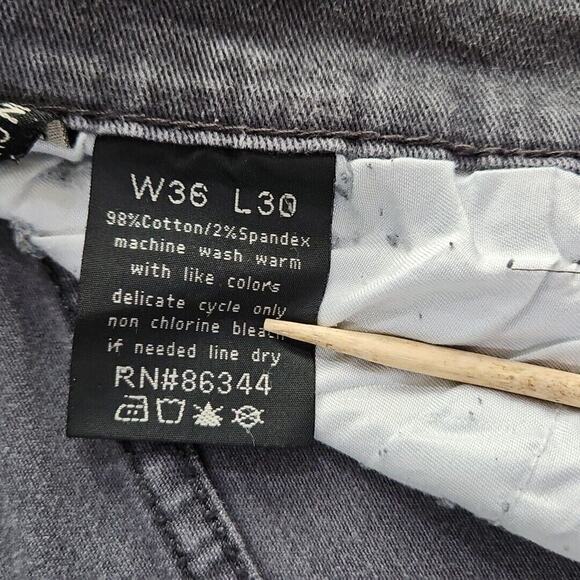 W36 L30
98%Cotton/2%Spandex
machine wash warm
with like colors
delicate cycle only
non chlorine bleach
if needed line dry
RN#86344